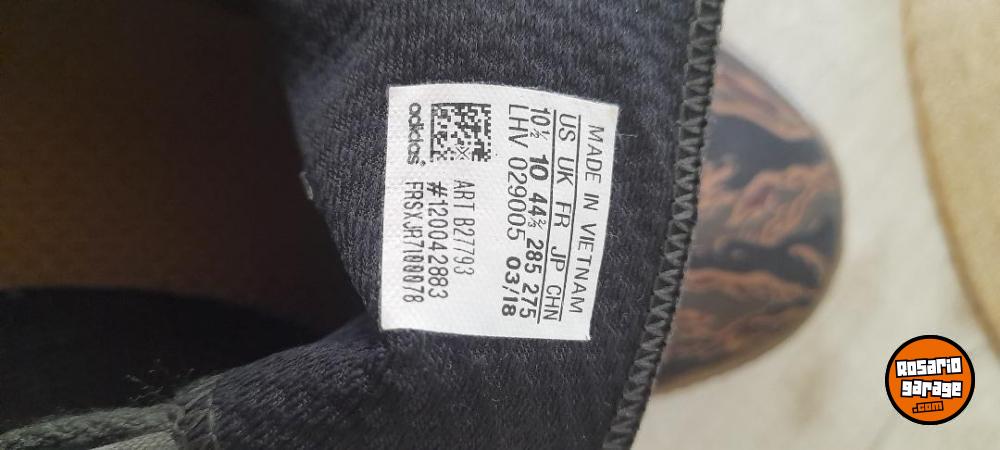 MADE IN VIETNAM
US UK FR JP CHN
10½ 10 44⅔ 285 275
LHV 029005 03/18
adidas
ART B27793
#120042883
FRSXJR7100078
Rosario
garage
.com